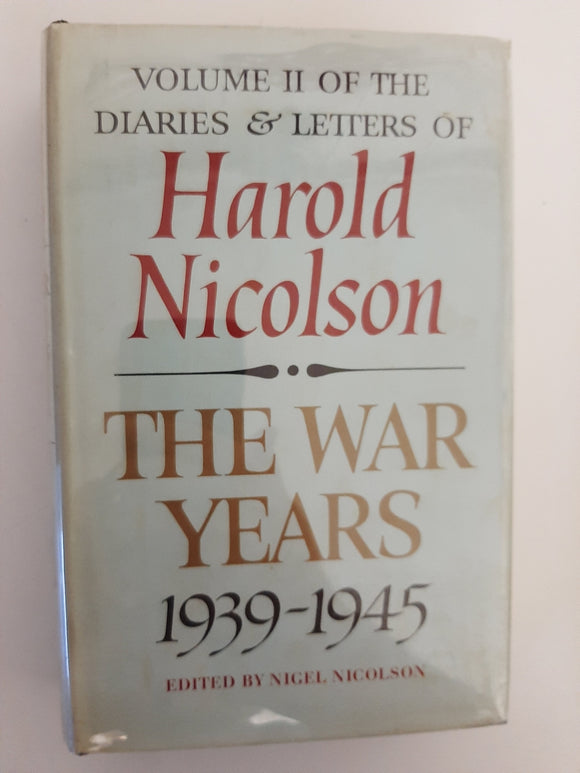 VOLUME II OF THE
DIARIES & LETTERS OF
Harold
Nicolson
THE WAR
YEARS
1939-1945
EDITED BY NIGEL NICOLSON